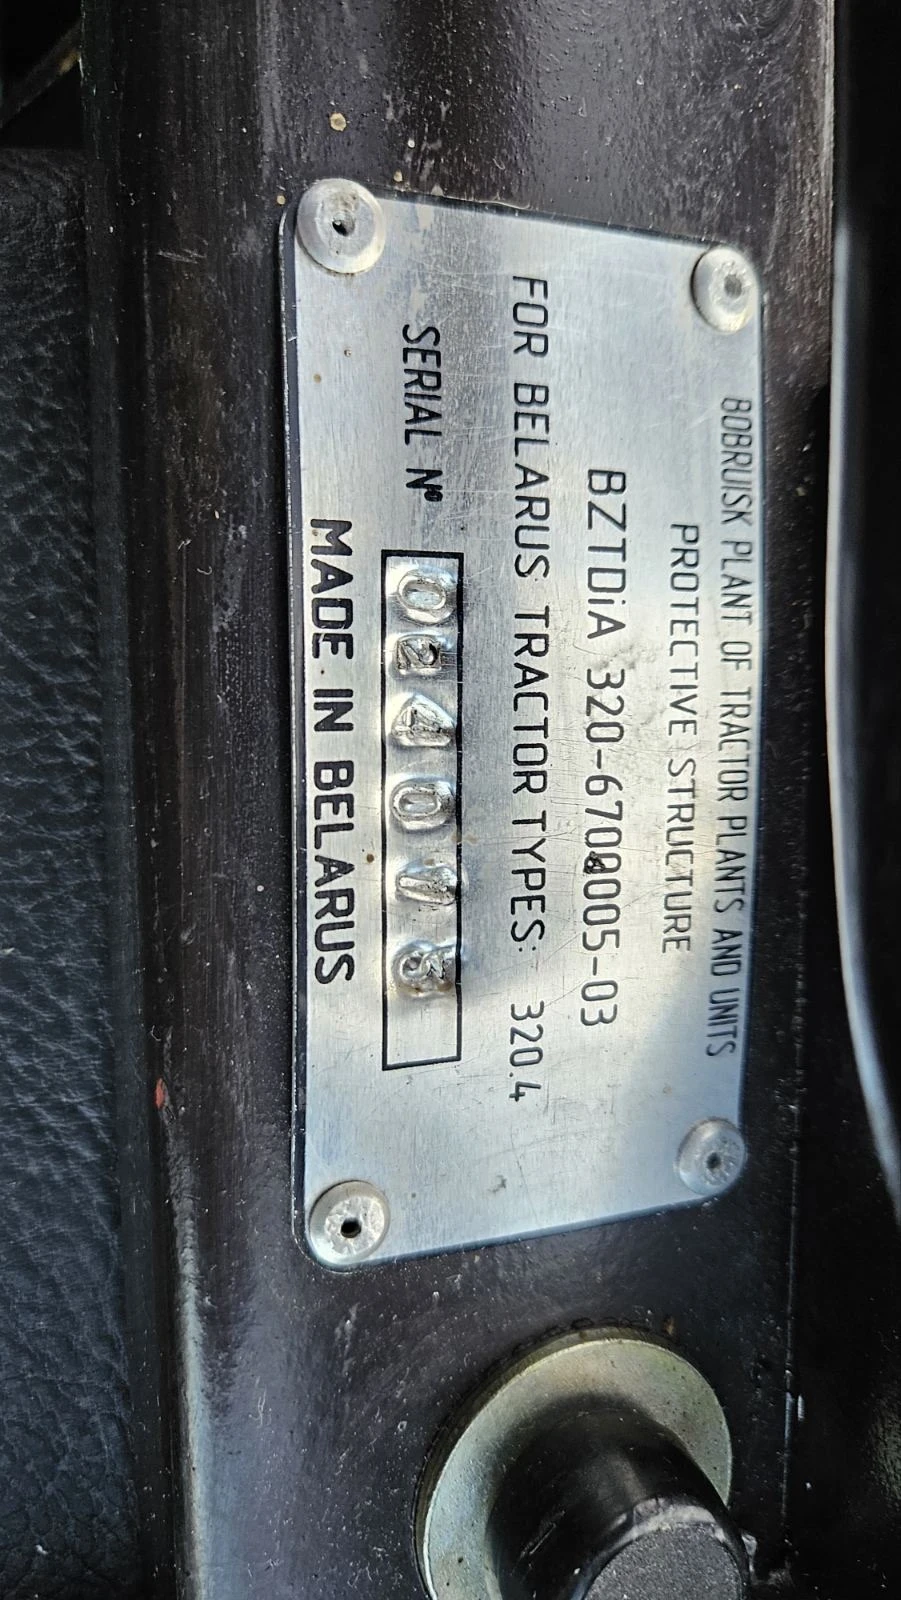 BOBRUISK PLANT OF TRACTOR PLANTS AND UNITS
PROTECTIVE STRUCTURE
BZTDiA 320-6700005-03
FOR BELARUS TRACTOR TYPES: 320.4
SERIAL №
MADE IN BELARUS